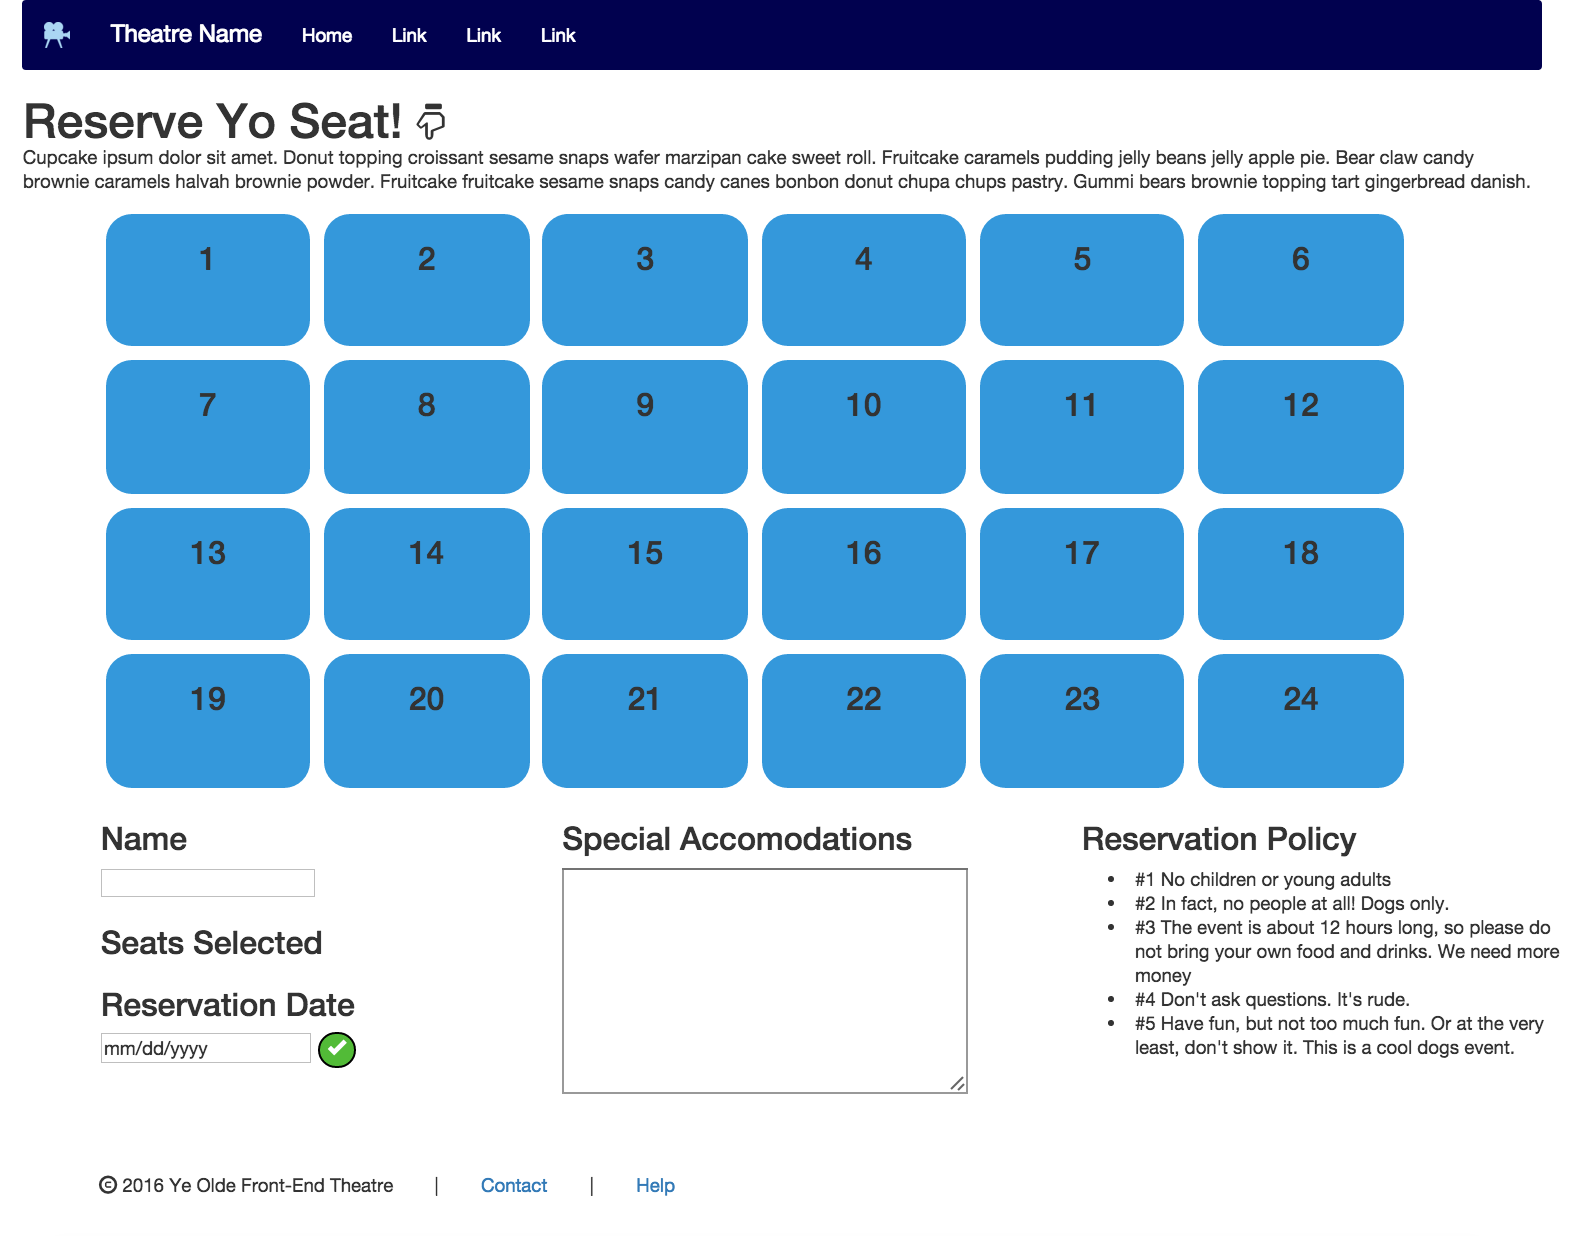 Theatre Name Home Link Link Link
Reserve Yo Seat!
Cupcake ipsum dolor sit amet. Donut topping croissant sesame snaps wafer marzipan cake sweet roll. Fruitcake caramels pudding jelly beans jelly apple pie. Bear claw candy
brownie caramels halvah brownie powder. Fruitcake fruitcake sesame snaps candy canes bonbon donut chupa chups pastry. Gummi bears brownie topping tart gingerbread danish.
1 2 3 4 5 6
7 8 9 10 11 12
13 14 15 16 17 18
19 20 21 22 23 24
Name
Seats Selected
Reservation Date
mm/dd/yyyy
Special Accomodations
Reservation Policy
• #1 No children or young adults
• #2 In fact, no people at all! Dogs only.
• #3 The event is about 12 hours long, so please do
not bring your own food and drinks. We need more
money
• #4 Don't ask questions. It's rude.
• #5 Have fun, but not too much fun. Or at the very
least, don't show it. This is a cool dogs event.
© 2016 Ye Olde Front-End Theatre | Contact | Help